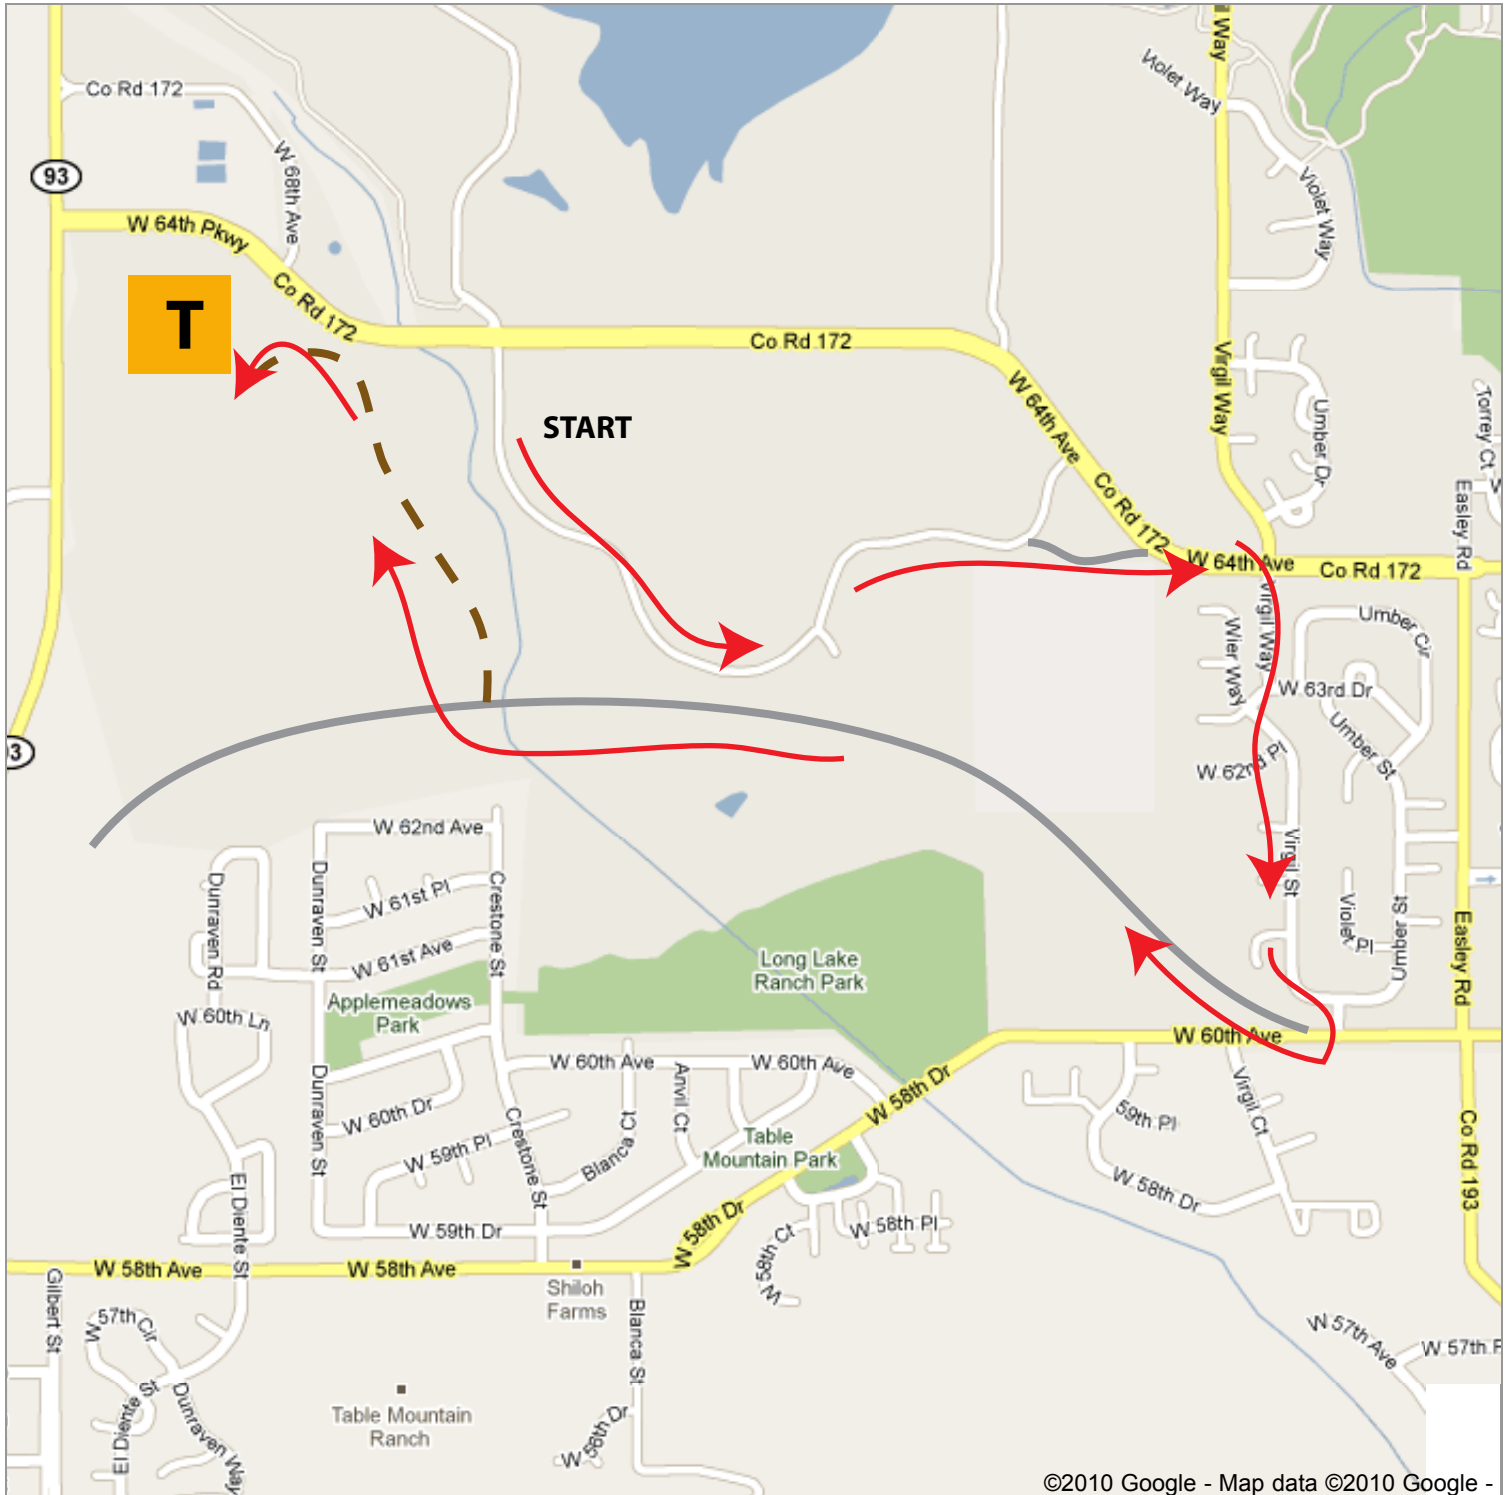 l Way
Co Rd 172
Violet Way
W 68th Ave
93
Violet Way
W 64th Pkwy
Co Rd 172
T
Co Rd 172
Virgil Way
W 64th Ave
START
Umber Dr
Torrey Ct
Easley Rd
Co Rd 172
W 64th Ave
Co Rd 172
Virgil Way
Wier Way
Umber Cir
W 63rd Dr
Umber St
3
W 62nd Pl
W 62nd Ave
Dunraven Rd
Dunraven St
W 61st Pl
Crestone St
Virgil St
Violet Pl
Umber St
Easley Rd
W 61st Ave
Long Lake
Ranch Park
Applemeadows
Park
W 60th Ln
W 60th Ave
W 60th Ave
W 60th Ave
Anvil Ct
W 58th Dr
Dunraven St
W 60th Dr
Crestone St
Blanca Ct
W 59th Pl
Blanca
Table
Mountain Park
Virgil Ct
59th Pl
W 58th Dr
Co Rd 193
El Diente St
W 59th Dr
W 58th Dr
W 58th Ct
W 58th Pl
W 58th Ave
W 58th Ave
Gilbert St
Shiloh
Farms
Blanca St
W 57th Cir
W 57th Ave
W 57th P
El Diente St
Dunraven Way
Table Mountain
Ranch
W 56th Dr
©2010 Google - Map data ©2010 Google -